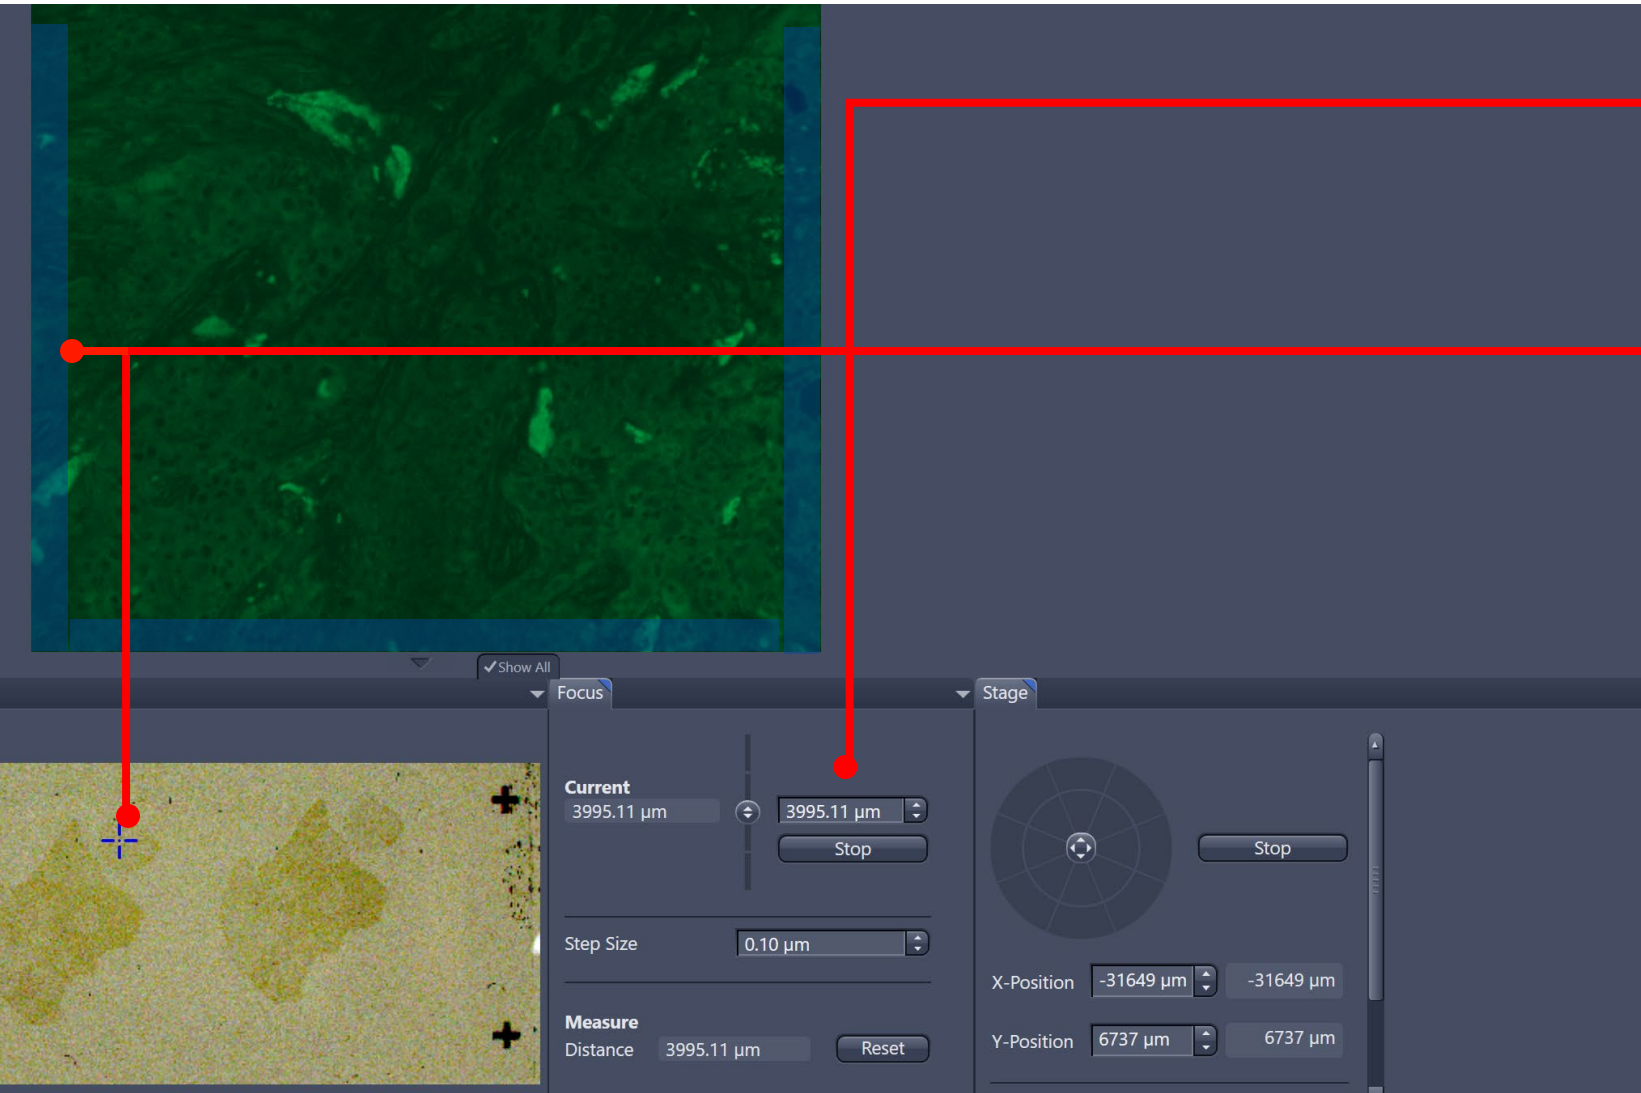 Show All
Focus
Stage
Current
3995.11 µm
3995.11 µm
Stop
Stop
Step Size
0.10 µm
X-Position
-31649 µm
-31649 µm
Measure
Distance
3995.11 µm
Reset
Y-Position
6737 µm
6737 µm